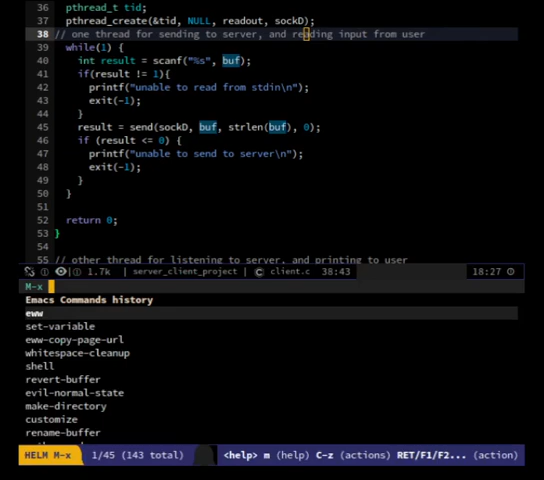 36 pthread_t tid;
37 pthread_create(&tid, NULL, readout, sockD);
38 // one thread for sending to server, and reading input from user
39 while(1) {
40 int result = scanf("%s", buf);
41 if(result != 1){
42 printf("unable to read from stdin\n");
43 exit(-1);
44 }
45 result = send(sockD, buf, strlen(buf), 0);
46 if (result <= 0) {
47 printf("unable to send to server\n");
48 exit(-1);
49 }
50 }
51
52 return 0;
53 }
54
55 // other thread for listening to server, and printing to user
1.7k | server_client_project | C client.c 38:43 18:27
M-x
Emacs Commands history
eww
set-variable
eww-copy-page-url
whitespace-cleanup
shell
revert-buffer
evil-normal-state
make-directory
customize
rename-buffer
HELM M-x 1/45 (143 total) <help> m (help) C-z (actions) RET/F1/F2... (action)